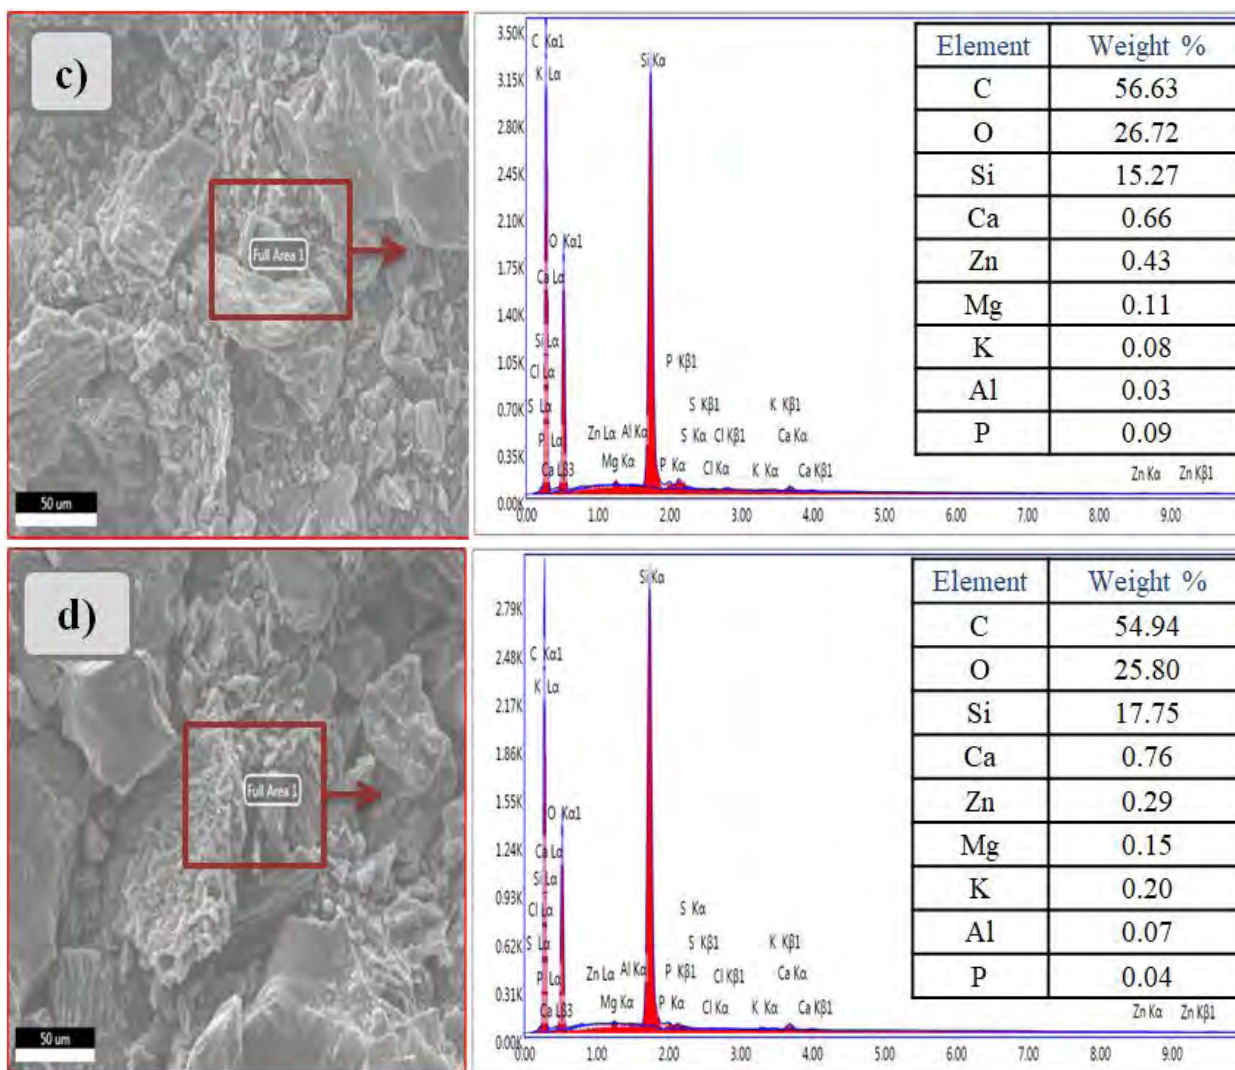 c)
Full Area 1
50 um
3.50K
3.15K
2.80K
2.45K
2.10K
1.75K
1.40K
1.05K
0.70K
0.35K
0.00K
C Kα1
K Lα
Si Kα
O Kα1
Ca Lα
Si Lα
Cl Lα
S Lα
P Lα
Ca Lβ3
Zn Lα
Al Kα
Mg Kα
P Kβ1
P Kα
S Kβ1
S Kα
Cl Kβ1
Cl Kα
K Kβ1
K Kα
Ca Kα
Ca Kβ1
Zn Kα
Zn Kβ1
0.00 1.00 2.00 3.00 4.00 5.00 6.00 7.00 8.00 9.00
Element Weight %
C 56.63
O 26.72
Si 15.27
Ca 0.66
Zn 0.43
Mg 0.11
K 0.08
Al 0.03
P 0.09
d)
Full Area 1
50 um
2.79K
2.48K
2.17K
1.86K
1.55K
1.24K
0.93K
0.62K
0.31K
0.00K
C Kα1
K Lα
Si Kα
O Kα1
Ca Lα
Si Lα
Cl Lα
S Lα
P Lα
Ca Lβ3
Zn Lα
Al Kα
Mg Kα
P Kβ1
P Kα
S Kα
S Kβ1
Cl Kβ1
Cl Kα
K Kβ1
K Kα
Ca Kα
Ca Kβ1
Zn Kα
Zn Kβ1
0.00 1.00 2.00 3.00 4.00 5.00 6.00 7.00 8.00 9.00
Element Weight %
C 54.94
O 25.80
Si 17.75
Ca 0.76
Zn 0.29
Mg 0.15
K 0.20
Al 0.07
P 0.04